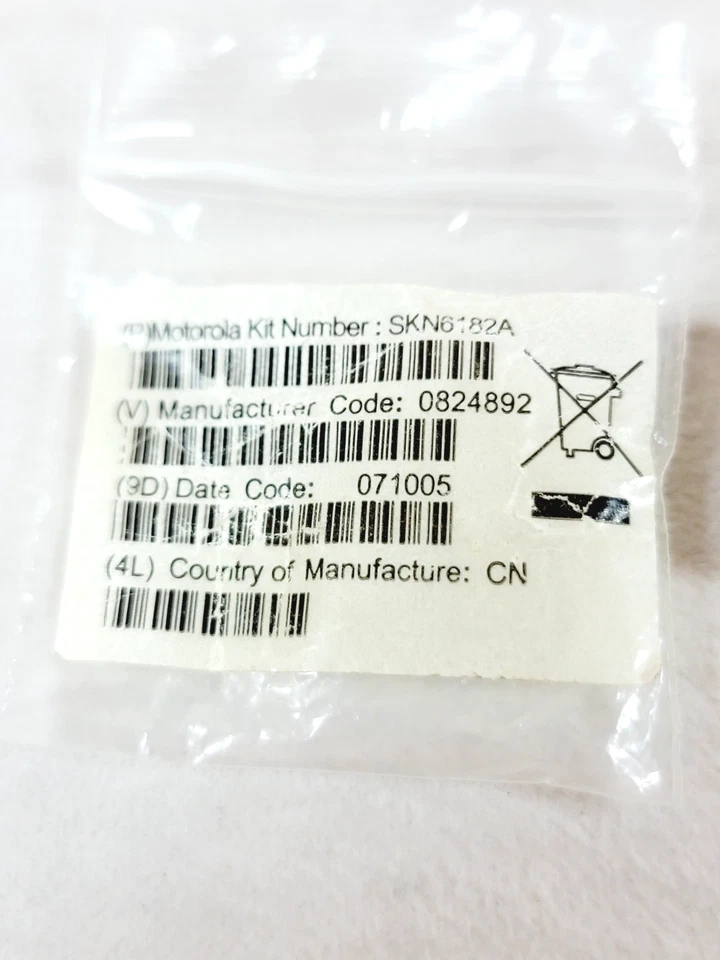 (P)Motorola Kit Number : SKN6182A
(V) Manufacturer Code: 0824892
(9D) Date Code: 071005
(4L) Country of Manufacture: CN